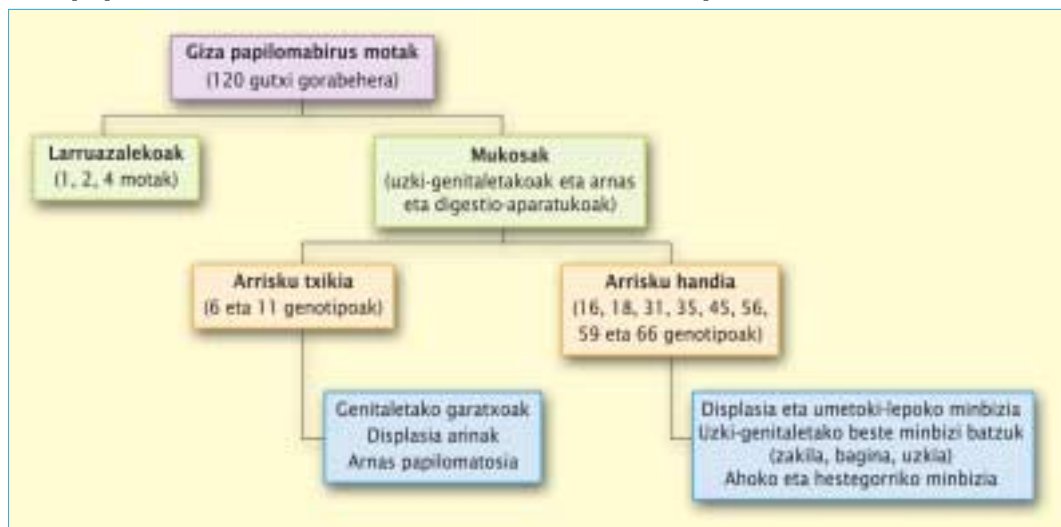 Giza papilomabirus motak
(120 gutxi gorabehera)
Larruazalekoak
(1, 2, 4 motak)
Mukosak
(uzki-genitaletakoak eta arnas
eta digestio-aparatukoak)
Arrisku txikia
(6 eta 11 genotipoak)
Arrisku handia
(16, 18, 31, 35, 45, 56,
59 eta 66 genotipoak)
Genitaletako garatxoak
Displasia arinak
Arnas papilomatosia
Displasia eta umetoki-lepoko minbizia
Uzki-genitaletako beste minbizi batzuk
(zakila, bagina, uzkia)
Ahoko eta hestegorriko minbizia